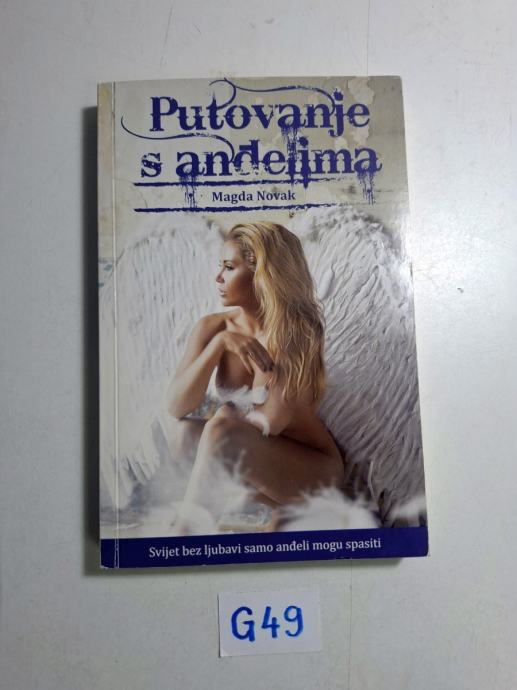 Putovanje
s anđelima
Magda Novak
Svijet bez ljubavi samo anđeli mogu spasiti
G49